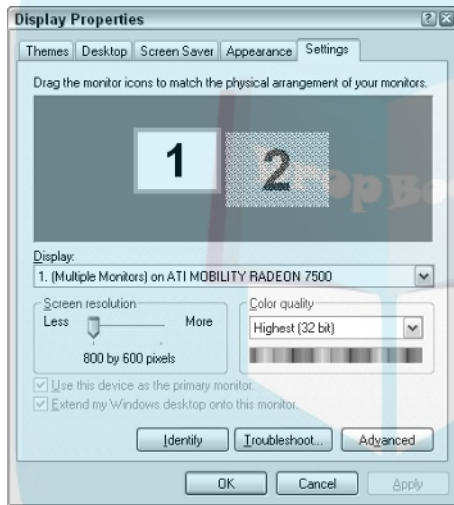 Display Properties
Themes Desktop Screen Saver Appearance Settings
Drag the monitor icons to match the physical arrangement of your monitors.
1 2
Display:
1. (Multiple Monitors) on ATI MOBILITY RADEON 7500
Screen resolution
Less More
800 by 600 pixels
Color quality
Highest (32 bit)
Use this device as the primary monitor.
Extend my Windows desktop onto this monitor.
Identify Troubleshoot... Advanced
OK Cancel Apply